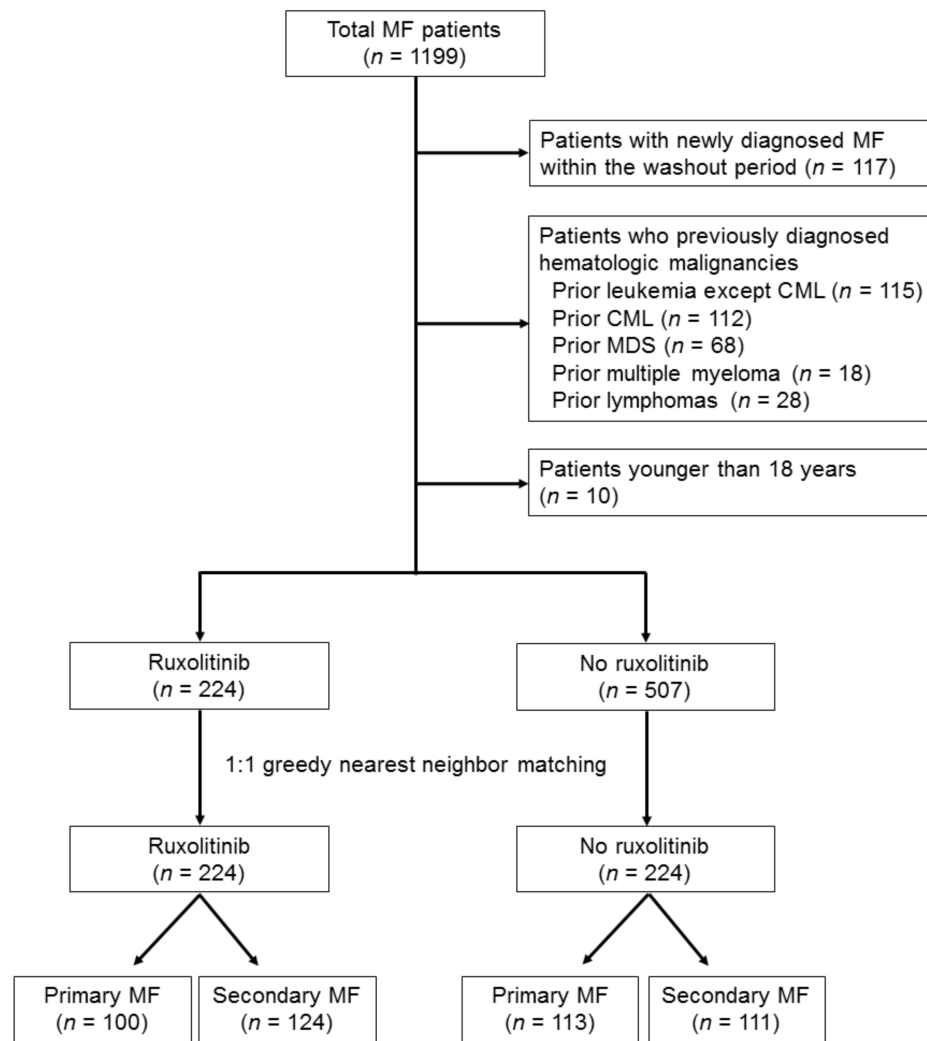 Total MF patients
(n = 1199)
Patients with newly diagnosed MF
within the washout period (n = 117)
Patients who previously diagnosed
hematologic malignancies
Prior leukemia except CML (n = 115)
Prior CML (n = 112)
Prior MDS (n = 68)
Prior multiple myeloma (n = 18)
Prior lymphomas (n = 28)
Patients younger than 18 years
(n = 10)
Ruxolitinib
(n = 224)
No ruxolitinib
(n = 507)
1:1 greedy nearest neighbor matching
Ruxolitinib
(n = 224)
No ruxolitinib
(n = 224)
Primary MF
(n = 100)
Secondary MF
(n = 124)
Primary MF
(n = 113)
Secondary MF
(n = 111)